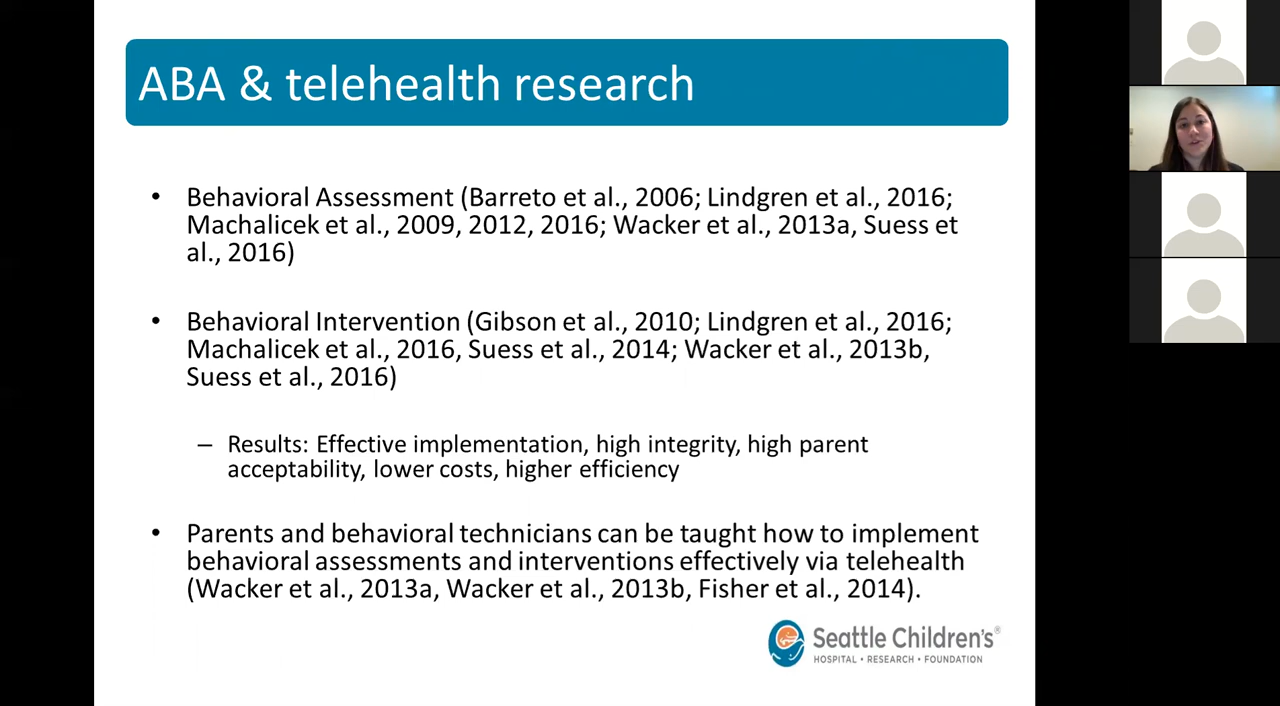 ABA & telehealth research
• Behavioral Assessment (Barreto et al., 2006; Lindgren et al., 2016;
Machalicek et al., 2009, 2012, 2016; Wacker et al., 2013a, Suess et
al., 2016)
• Behavioral Intervention (Gibson et al., 2010; Lindgren et al., 2016;
Machalicek et al., 2016, Suess et al., 2014; Wacker et al., 2013b,
Suess et al., 2016)
– Results: Effective implementation, high integrity, high parent
acceptability, lower costs, higher efficiency
• Parents and behavioral technicians can be taught how to implement
behavioral assessments and interventions effectively via telehealth
(Wacker et al., 2013a, Wacker et al., 2013b, Fisher et al., 2014).
Seattle Children's®
HOSPITAL • RESEARCH • FOUNDATION